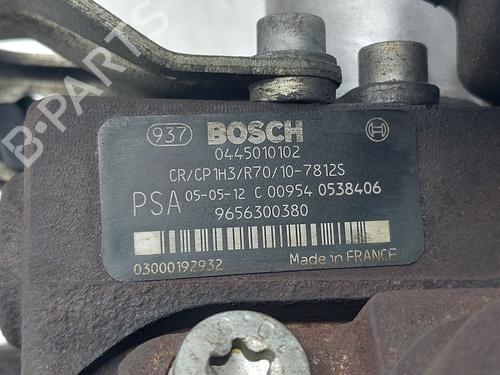 B-PARTS
937 BOSCH
0445010102
CR/CP1H3/R70/10-7812S
PSA 05-05-12 C 00954 0538406
9656300380
03000192932 Made in FRANCE